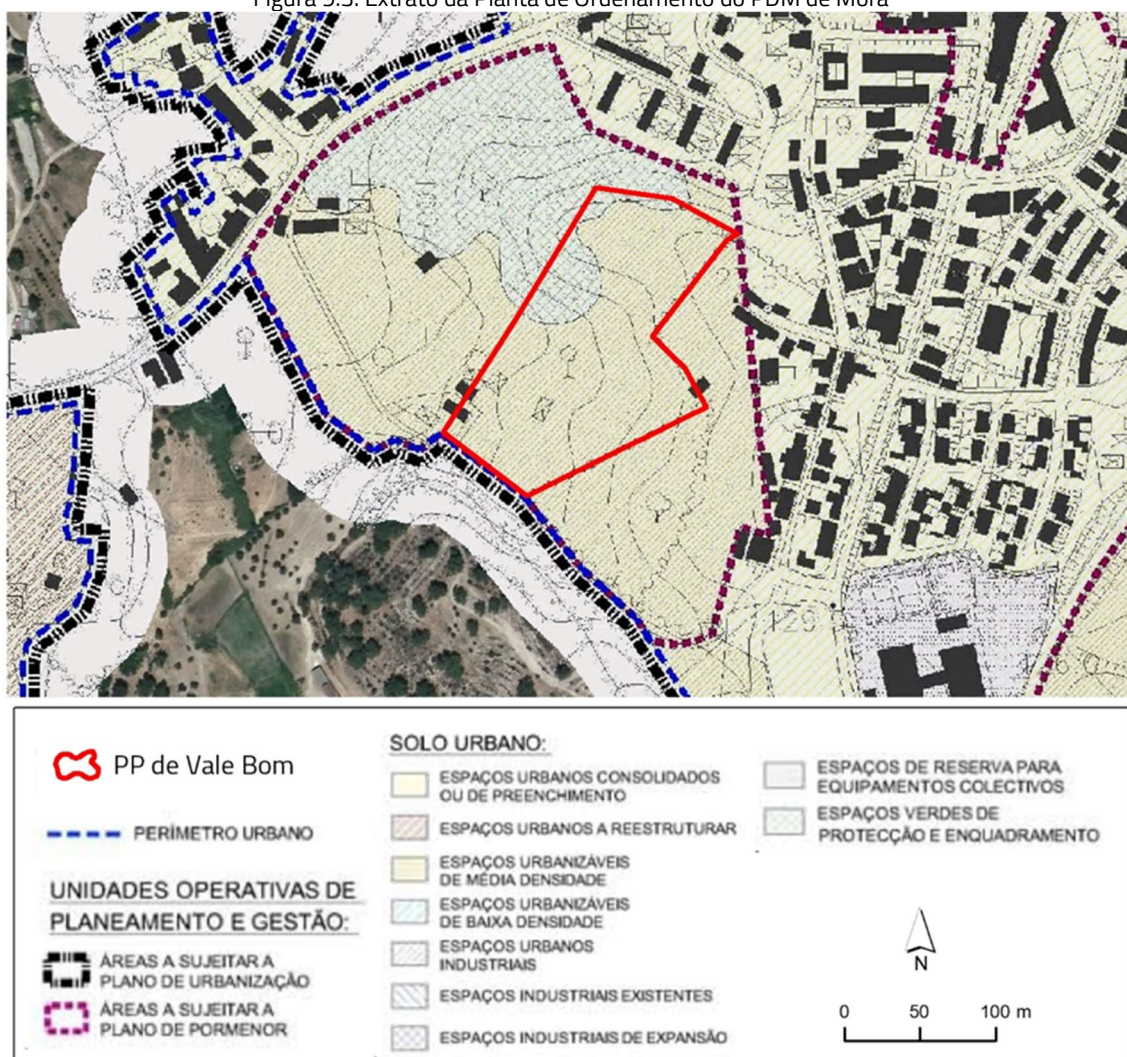 Figura 9.3. Extrato da Planta de Ordenamento do PDM de Mora
129
PP de Vale Bom
PERÍMETRO URBANO
UNIDADES OPERATIVAS DE
PLANEAMENTO E GESTÃO:
ÁREAS A SUJEITAR A
PLANO DE URBANIZAÇÃO
ÁREAS A SUJEITAR A
PLANO DE PORMENOR
SOLO URBANO:
ESPAÇOS URBANOS CONSOLIDADOS
OU DE PREENCHIMENTO
ESPAÇOS URBANOS A REESTRUTURAR
ESPAÇOS URBANIZÁVEIS
DE MÉDIA DENSIDADE
ESPAÇOS URBANIZÁVEIS
DE BAIXA DENSIDADE
ESPAÇOS URBANOS
INDUSTRIAIS
ESPAÇOS INDUSTRIAIS EXISTENTES
ESPAÇOS INDUSTRIAIS DE EXPANSÃO
ESPAÇOS DE RESERVA PARA
EQUIPAMENTOS COLECTIVOS
ESPAÇOS VERDES DE
PROTECÇÃO E ENQUADRAMENTO
N
0 50 100 m